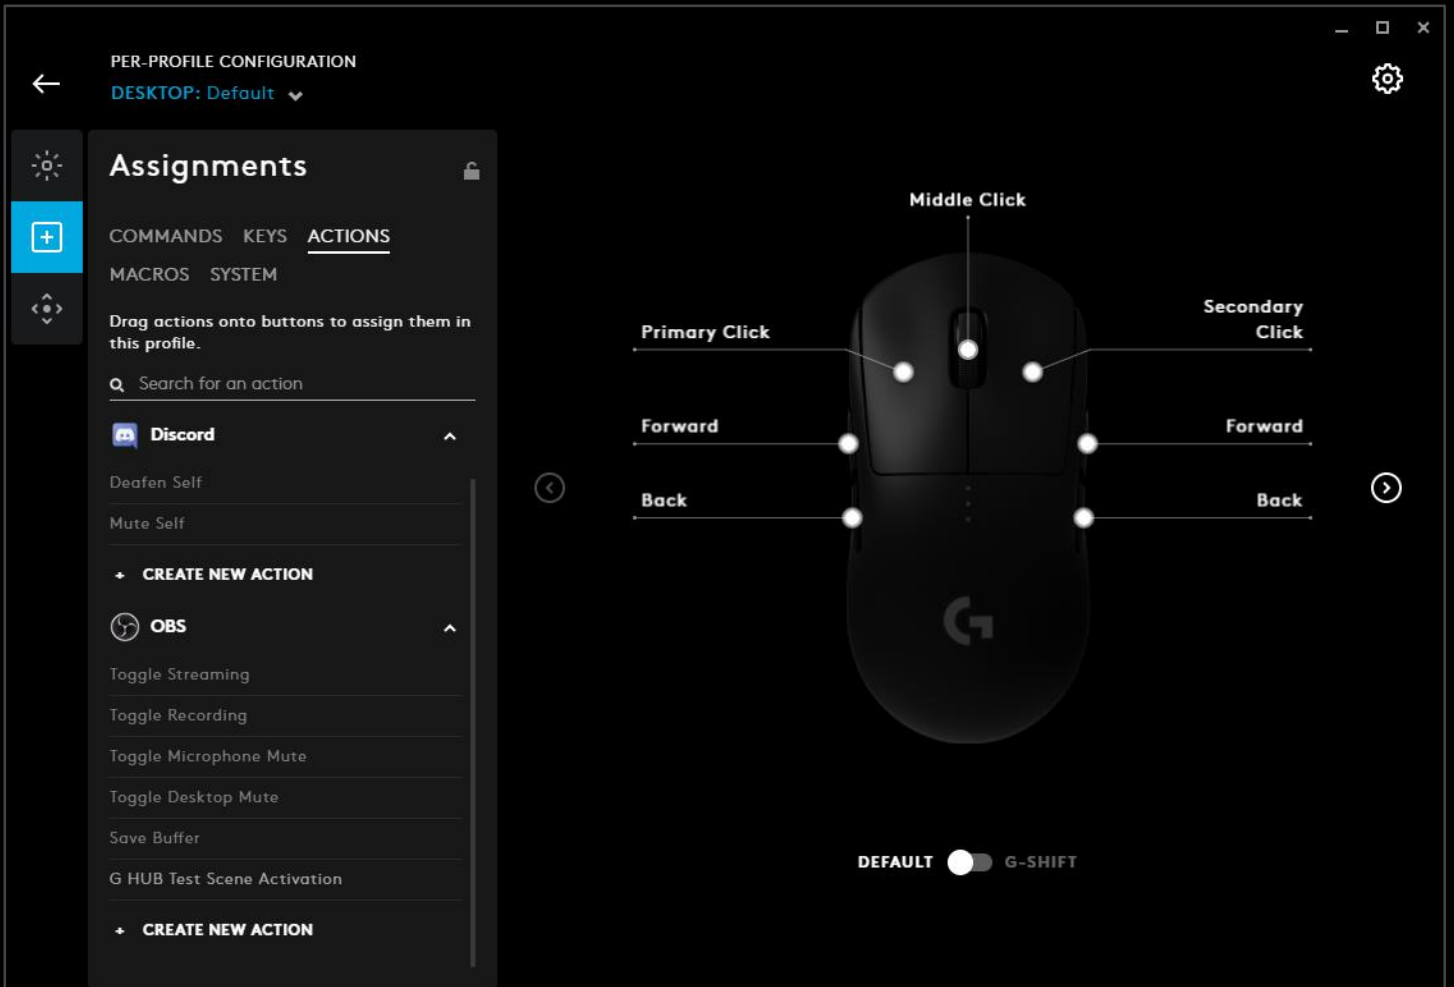 PER-PROFILE CONFIGURATION
DESKTOP: Default
Assignments
COMMANDS KEYS ACTIONS
MACROS SYSTEM
Drag actions onto buttons to assign them in
this profile.
Search for an action
Discord
Deafen Self
Mute Self
+ CREATE NEW ACTION
OBS
Toggle Streaming
Toggle Recording
Toggle Microphone Mute
Toggle Desktop Mute
Save Buffer
G HUB Test Scene Activation
+ CREATE NEW ACTION
Middle Click
Primary Click
Secondary
Click
Forward
Forward
Back
Back
G
DEFAULT
G-SHIFT